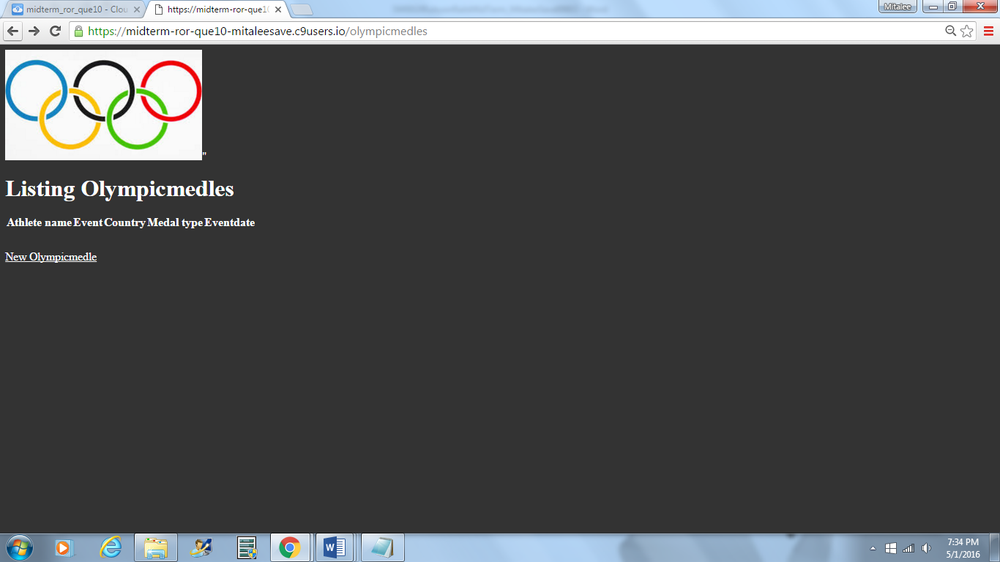 midterm_ror_que10 - Clou
https://midterm-ror-que10
Mitalee
https://midterm-ror-que10-mitaleesave.c9users.io/olympicmedles
"
Listing Olympicmedles
Athlete name Event Country Medal type Eventdate
New Olympicmedle
7:34 PM
5/1/2016